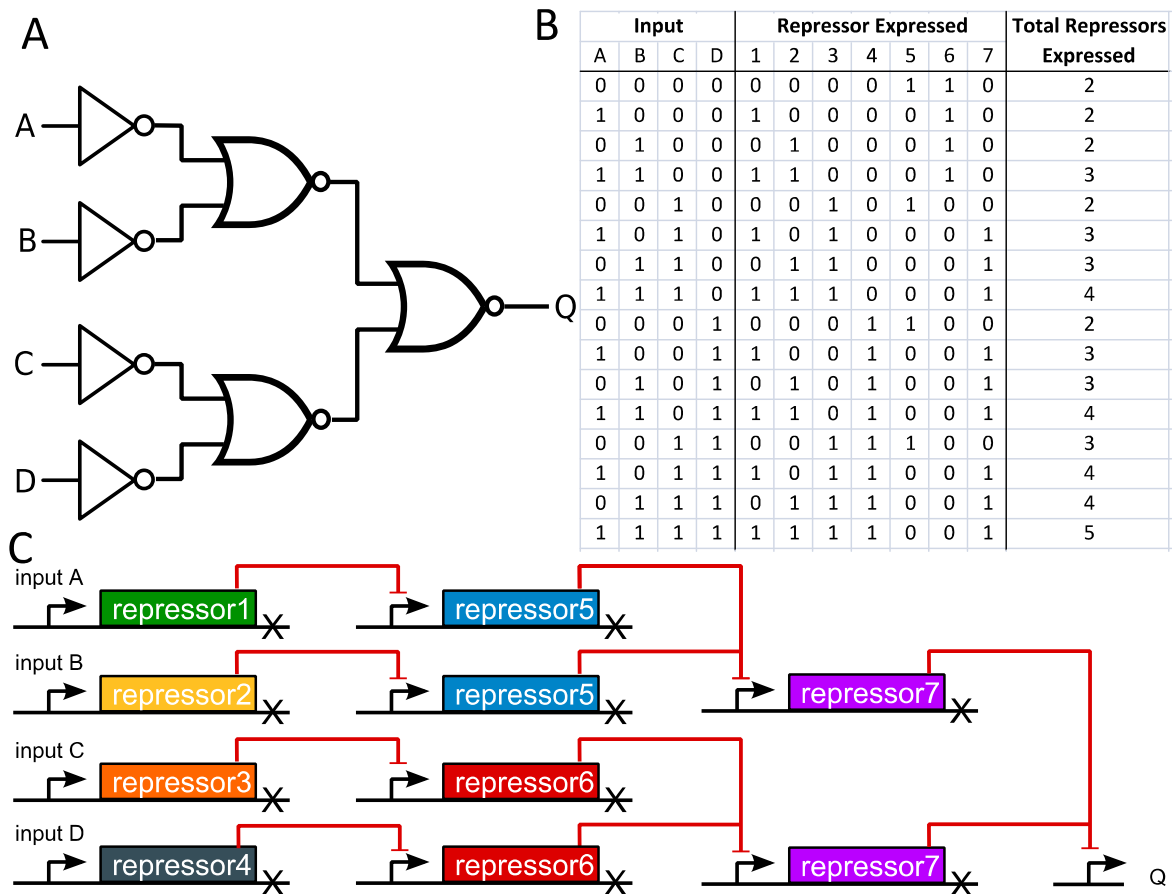 A
B
C
D
Q
B
Input Repressor Expressed Total Repressors
A B C D 1 2 3 4 5 6 7 Expressed
0 0 0 0 0 0 0 0 1 1 0 2
1 0 0 0 1 0 0 0 0 1 0 2
0 1 0 0 0 1 0 0 0 1 0 2
1 1 0 0 1 1 0 0 0 1 0 3
0 0 1 0 0 0 1 0 1 0 0 2
1 0 1 0 1 0 1 0 0 0 1 3
0 1 1 0 0 1 1 0 0 0 1 3
1 1 1 0 1 1 1 0 0 0 1 4
0 0 0 1 0 0 0 1 1 0 0 2
1 0 0 1 1 0 0 1 0 0 1 3
0 1 0 1 0 1 0 1 0 0 1 3
1 1 0 1 1 1 0 1 0 0 1 4
0 0 1 1 0 0 1 1 1 0 0 3
1 0 1 1 1 0 1 1 0 0 1 4
0 1 1 1 0 1 1 1 0 0 1 4
1 1 1 1 1 1 1 1 0 0 1 5
C
input A
repressor1 repressor5
input B
repressor2 repressor5 repressor7
input C
repressor3 repressor6
input D
repressor4 repressor6 repressor7 Q
A